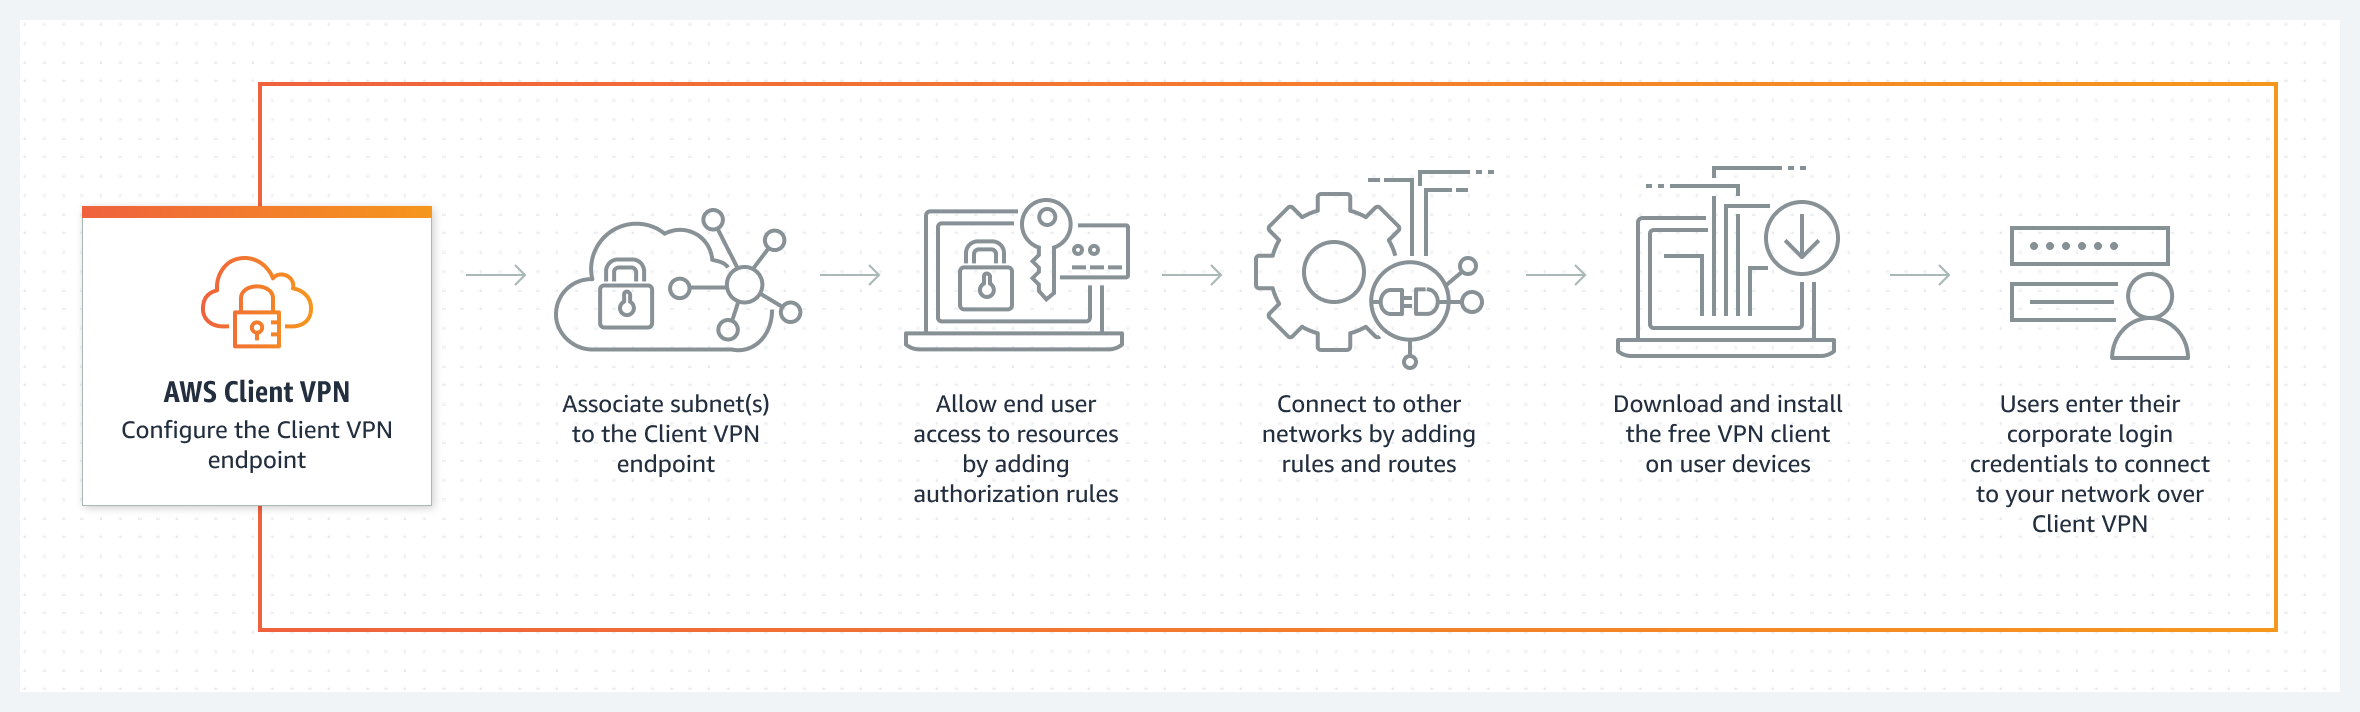 AWS Client VPN
Configure the Client VPN
endpoint
Associate subnet(s)
to the Client VPN
endpoint
Allow end user
access to resources
by adding
authorization rules
Connect to other
networks by adding
rules and routes
Download and install
the free VPN client
on user devices
Users enter their
corporate login
credentials to connect
to your network over
Client VPN